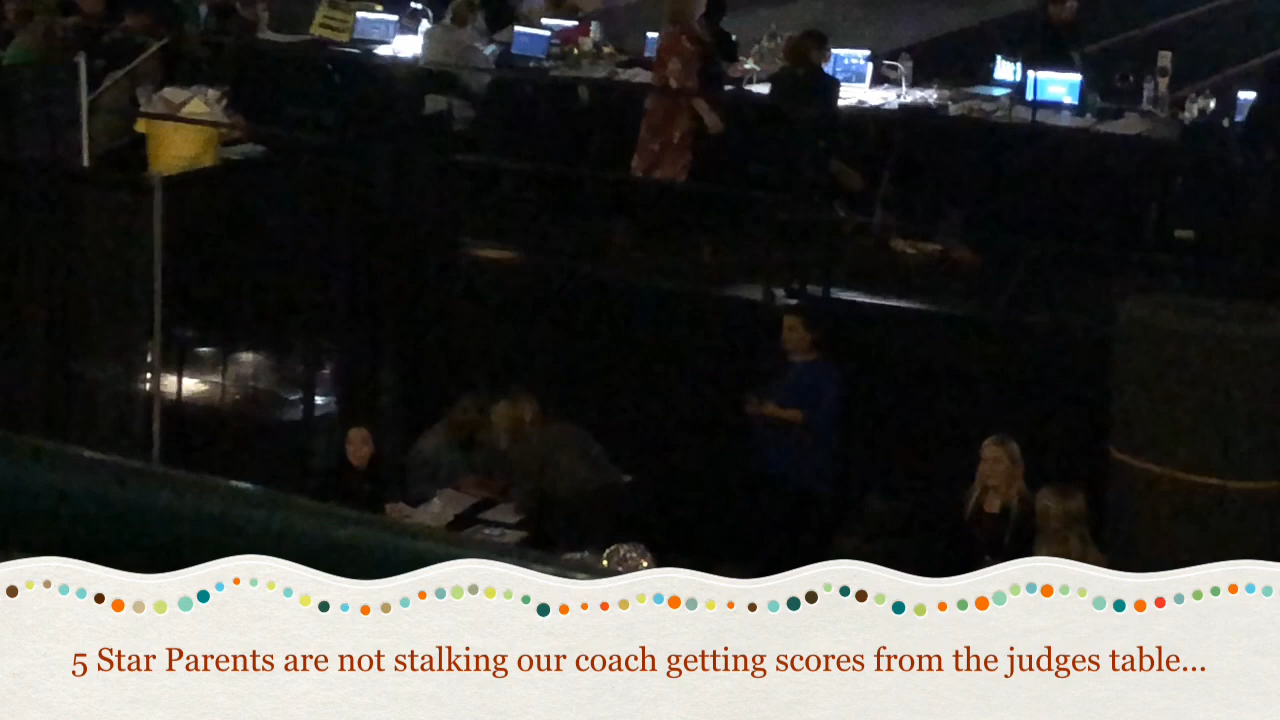 5 Star Parents are not stalking our coach getting scores from the judges table...